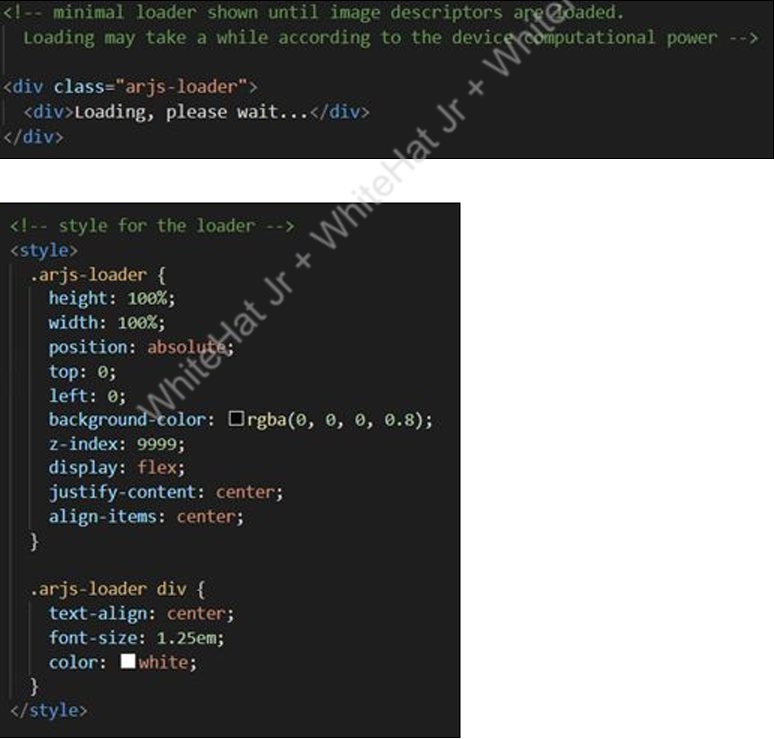 <!-- minimal loader shown until image descriptors are loaded.
Loading may take a while according to the device computational power -->
<div class="arjs-loader">
<div>Loading, please wait...</div>
</div>
<!-- style for the loader -->
<style>
.arjs-loader {
height: 100%;
width: 100%;
position: absolute;
top: 0;
left: 0;
background-color: rgba(0, 0, 0, 0.8);
z-index: 9999;
display: flex;
justify-content: center;
align-items: center;
}
.arjs-loader div {
text-align: center;
font-size: 1.25em;
color: white;
}
</style>
WhiteHat Jr + WhiteHat Jr + White